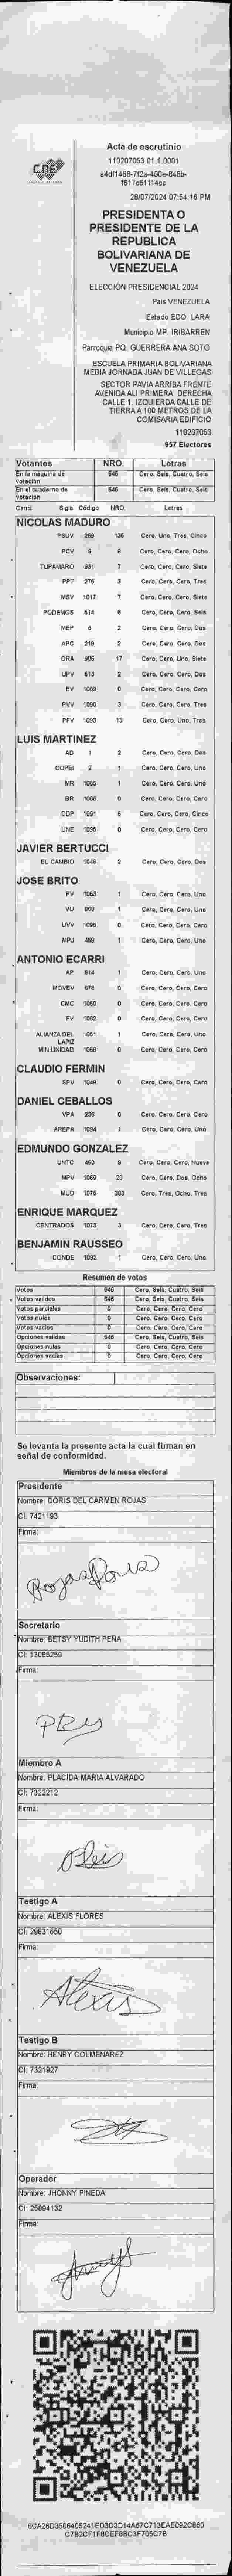 CNE
Acta de escrutinio
110207053.01.1.0001
28/07/2024 07:54:16 PM
PRESIDENTA O
PRESIDENTE DE LA
REPUBLICA
BOLIVARIANA DE
VENEZUELA
ELECCIÓN PRESIDENCIAL 2024
Pais VENEZUELA
Estado EDO. LARA
Municipio MP. IRIBARREN
Parroquia PQ. GUERRERA ANA SOTO
ESCUELA PRIMARIA BOLIVARIANA
MEDIA JORNADA JUAN DE VILLEGAS
SECTOR PAVIA ARRIBA FRENTE
AVENIDA ALI PRIMERA. DERECHA
CALLE 1. IZQUIERDA CALLE DE
TIERRA A 100 METROS DE LA
COMISARIA EDIFICIO
110207053
957 Electores
Votantes NRO. Letras
En la maquina de votación 646 Cero, Seis, Cuatro, Seis
En el cuaderno de votación 646 Cero, Seis, Cuatro, Seis
Cand. Sigla Código NRO. Letras
NICOLAS MADURO
PSUV 269 135 Cero, Uno, Tres, Cinco
PCV 9 8 Cero, Cero, Cero, Ocho
TUPAMARO 931 7 Cero, Cero, Cero, Siete
PPT 276 3 Cero, Cero, Cero, Tres
MSV 1017 7 Cero, Cero, Cero, Siete
PODEMOS 614 6 Cero, Cero, Cero, Seis
MEP 6 2 Cero, Cero, Cero, Dos
APC 219 2 Cero, Cero, Cero, Dos
ORA 906 17 Cero, Cero, Uno, Siete
UPV 613 2 Cero, Cero, Cero, Dos
EV 1089 0 Cero, Cero, Cero, Cero
PVV 1090 3 Cero, Cero, Cero, Tres
PFV 1093 13 Cero, Cero, Uno, Tres
LUIS MARTINEZ
AD 1 2 Cero, Cero, Cero, Dos
COPEI 2 1 Cero, Cero, Cero, Uno
MR 1065 1 Cero, Cero, Cero, Uno
BR 1066 0 Cero, Cero, Cero, Cero
DDP 1091 5 Cero, Cero, Cero, Cinco
UNE 1095 0 Cero, Cero, Cero, Cero
JAVIER BERTUCCI
EL CAMBIO 1048 2 Cero, Cero, Cero, Dos
JOSE BRITO
PV 1053 1 Cero, Cero, Cero, Uno
VU 969 1 Cero, Cero, Cero, Uno
UVV 1096 0 Cero, Cero, Cero, Cero
MPJ 458 1 Cero, Cero, Cero, Uno
ANTONIO ECARRI
AP 914 1 Cero, Cero, Cero, Uno
MOVEV 978 0 Cero, Cero, Cero, Cero
CMC 1050 0 Cero, Cero, Cero, Cero
FV 1062 0 Cero, Cero, Cero, Cero
ALIANZA DEL LAPIZ 1051 1 Cero, Cero, Cero, Uno
MIN UNIDAD 1058 0 Cero, Cero, Cero, Cero
CLAUDIO FERMIN
SPV 1049 0 Cero, Cero, Cero, Cero
DANIEL CEBALLOS
VPA 236 0 Cero, Cero, Cero, Cero
AREPA 1094 1 Cero, Cero, Cero, Uno
EDMUNDO GONZALEZ
UNTC 460 9 Cero, Cero, Cero, Nueve
MPV 1069 28 Cero, Cero, Dos, Ocho
MUD 1075 383 Cero, Tres, Ocho, Tres
ENRIQUE MARQUEZ
CENTRADOS 1073 3 Cero, Cero, Cero, Tres
BENJAMIN RAUSSEO
CONDE 1092 1 Cero, Cero, Cero, Uno
Resumen de votos
Votos 646 Cero, Seis, Cuatro, Seis
Votos validos 646 Cero, Seis, Cuatro, Seis
Votos parciales 0 Cero, Cero, Cero, Cero
Votos nulos 0 Cero, Cero, Cero, Cero
Votos vacios 0 Cero, Cero, Cero, Cero
Opciones validas 646 Cero, Seis, Cuatro, Seis
Opciones nulas 0 Cero, Cero, Cero, Cero
Opciones vacias 0 Cero, Cero, Cero, Cero
Observaciones:
Se levanta la presente acta la cual firman en
señal de conformidad.
Miembros de la mesa electoral
Presidente
Nombre: DORIS DEL CARMEN ROJAS
CI: 7421193
Firma:
Secretario
Nombre: BETSY YUDITH PEÑA
CI: 13085259
Firma:
Miembro A
Nombre: PLACIDA MARIA ALVARADO
CI: 7322212
Firma:
Testigo A
Nombre: ALEXIS FLORES
CI: 29831650
Firma:
Alexis
Testigo B
Nombre: HENRY COLMENAREZ
CI: 7321927
Firma:
Operador
Nombre: JHONNY PINEDA
CI: 25894132
Firma: